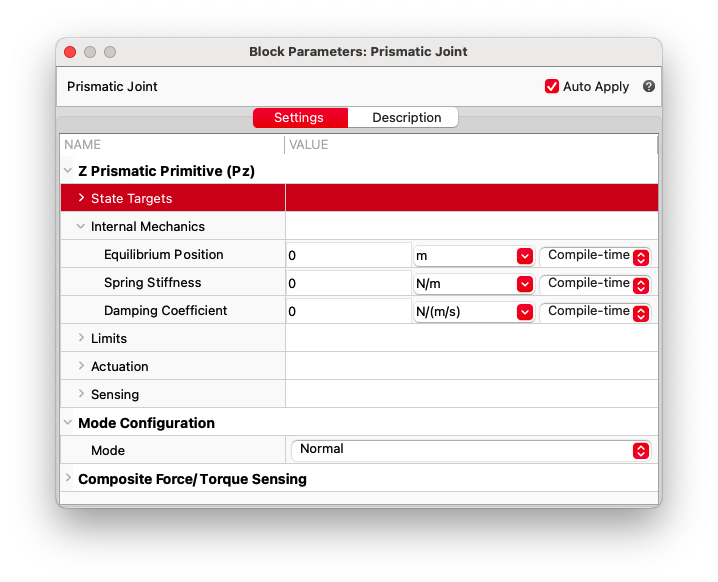 Block Parameters: Prismatic Joint
Prismatic Joint
Auto Apply
?
Settings
Description
NAME
VALUE
Z Prismatic Primitive (Pz)
State Targets
Internal Mechanics
Equilibrium Position 0 m Compile-time
Spring Stiffness 0 N/m Compile-time
Damping Coefficient 0 N/(m/s) Compile-time
Limits
Actuation
Sensing
Mode Configuration
Mode Normal
Composite Force/Torque Sensing